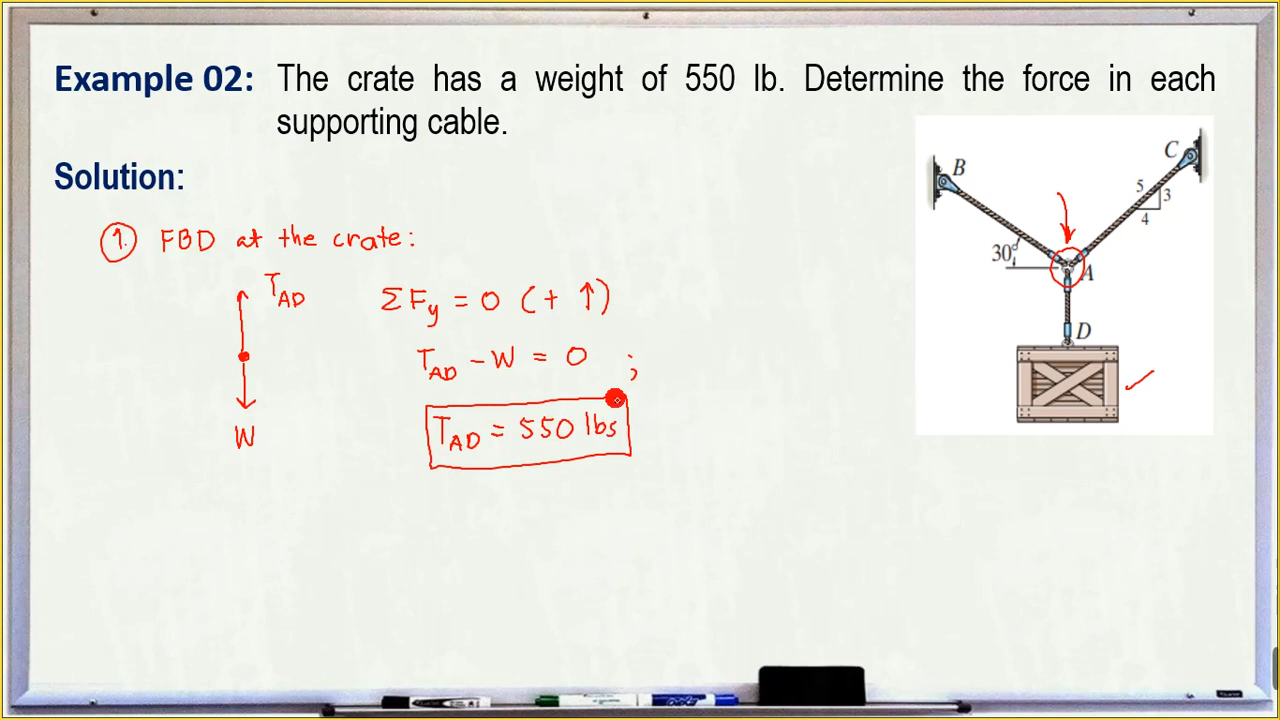 Example 02: The crate has a weight of 550 lb. Determine the force in each
supporting cable.
Solution:
1. FBD at the crate:
T_AD
W
ΣF_y = 0 (+ ↑)
T_AD - W = 0 ;
T_AD = 550 lbs
B
C
5
3
4
30°
A
D